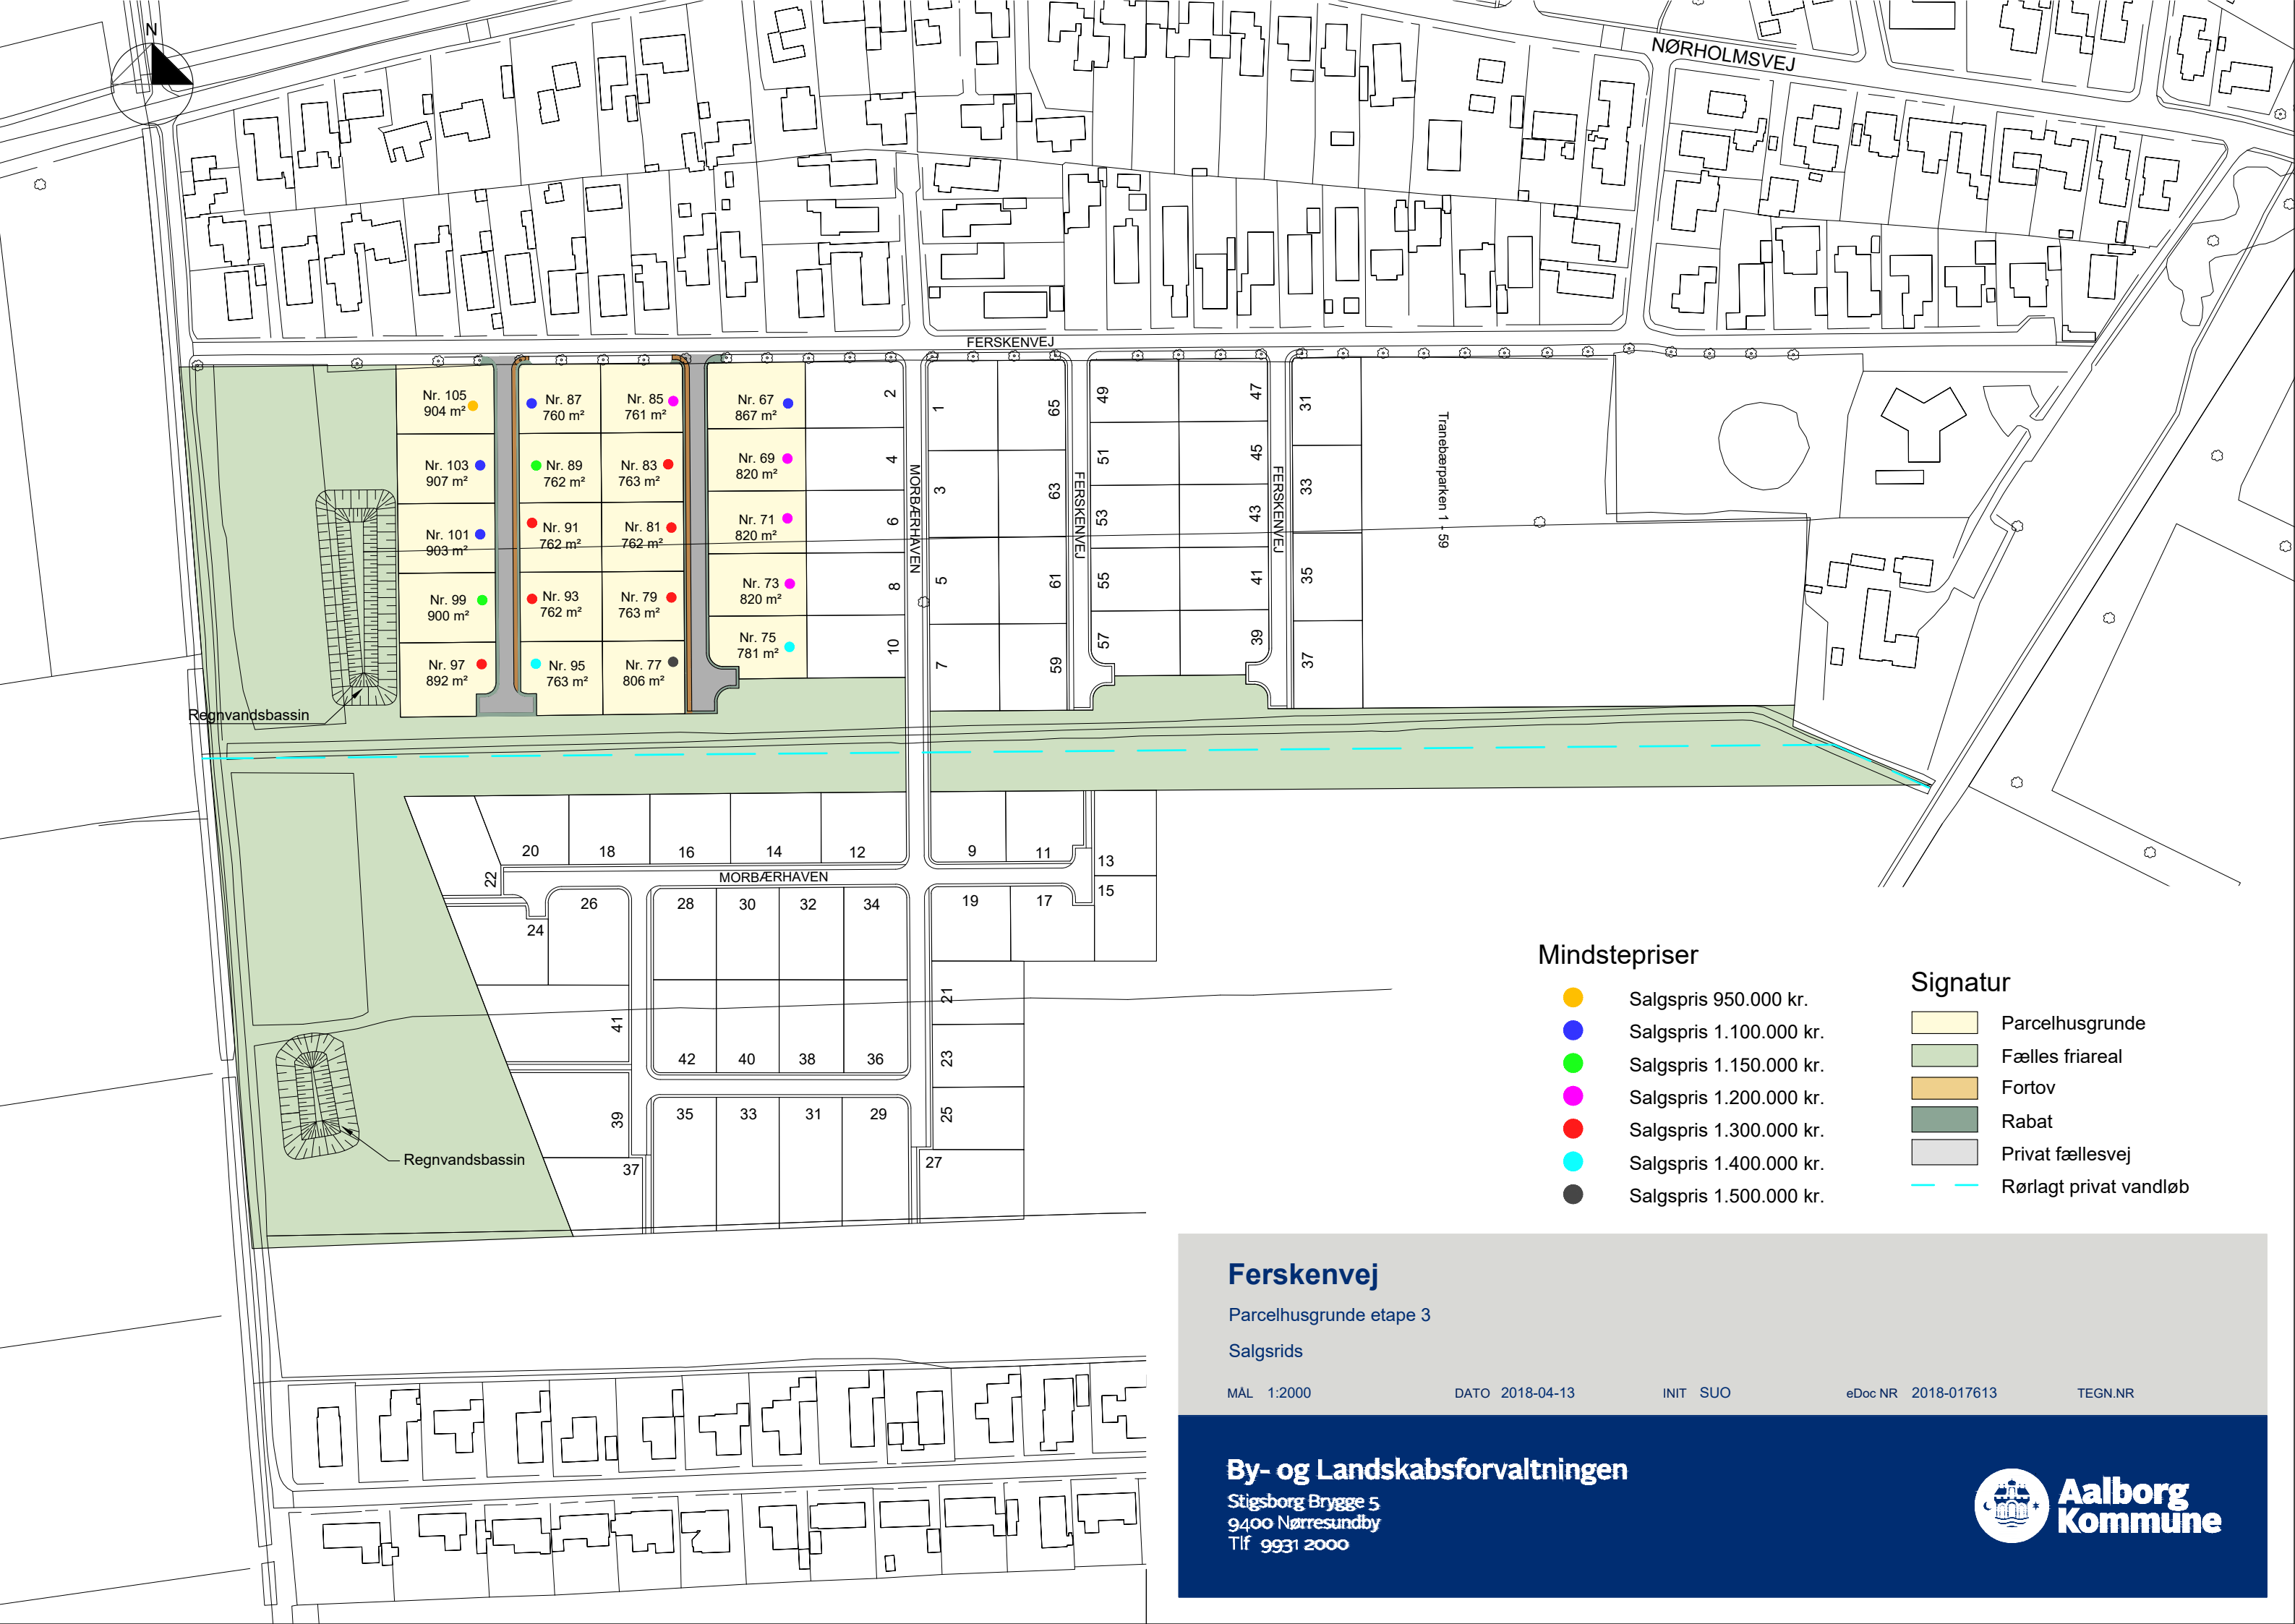 N
NØRHOLMSVEJ
FERSKENVEJ
Nr. 105
904 m²
Nr. 87
760 m²
Nr. 85
761 m²
Nr. 67
867 m²
Nr. 103
907 m²
Nr. 89
762 m²
Nr. 83
763 m²
Nr. 69
820 m²
Nr. 101
903 m²
Nr. 91
762 m²
Nr. 81
762 m²
Nr. 71
820 m²
Nr. 99
900 m²
Nr. 93
762 m²
Nr. 79
763 m²
Nr. 73
820 m²
Nr. 97
892 m²
Nr. 95
763 m²
Nr. 77
806 m²
Nr. 75
781 m²
2
4
6
8
10
MORBÆRHAVEN
1
3
5
7
65
63
61
59
FERSKENVEJ
49
51
53
55
57
47
45
43
41
39
FERSKENVEJ
31
33
35
37
Tranebærparken 1 - 59
Regnvandsbassin
20
18
16
14
12
9
11
13
22
MORBÆRHAVEN
15
26
28
30
32
34
19
17
24
41
21
42
40
38
36
23
39
35
33
31
29
25
37
27
Regnvandsbassin
Mindstepriser
Salgspris 950.000 kr.
Salgspris 1.100.000 kr.
Salgspris 1.150.000 kr.
Salgspris 1.200.000 kr.
Salgspris 1.300.000 kr.
Salgspris 1.400.000 kr.
Salgspris 1.500.000 kr.
Signatur
Parcelhusgrunde
Fælles friareal
Fortov
Rabat
Privat fællesvej
Rørlagt privat vandløb
Ferskenvej
Parcelhusgrunde etape 3
Salgsrids
MÅL 1:2000 DATO 2018-04-13 INIT SUO eDoc NR 2018-017613 TEGN.NR
By- og Landskabsforvaltningen
Stigsborg Brygge 5
9400 Nørresundby
Tlf 9931 2000
Aalborg
Kommune